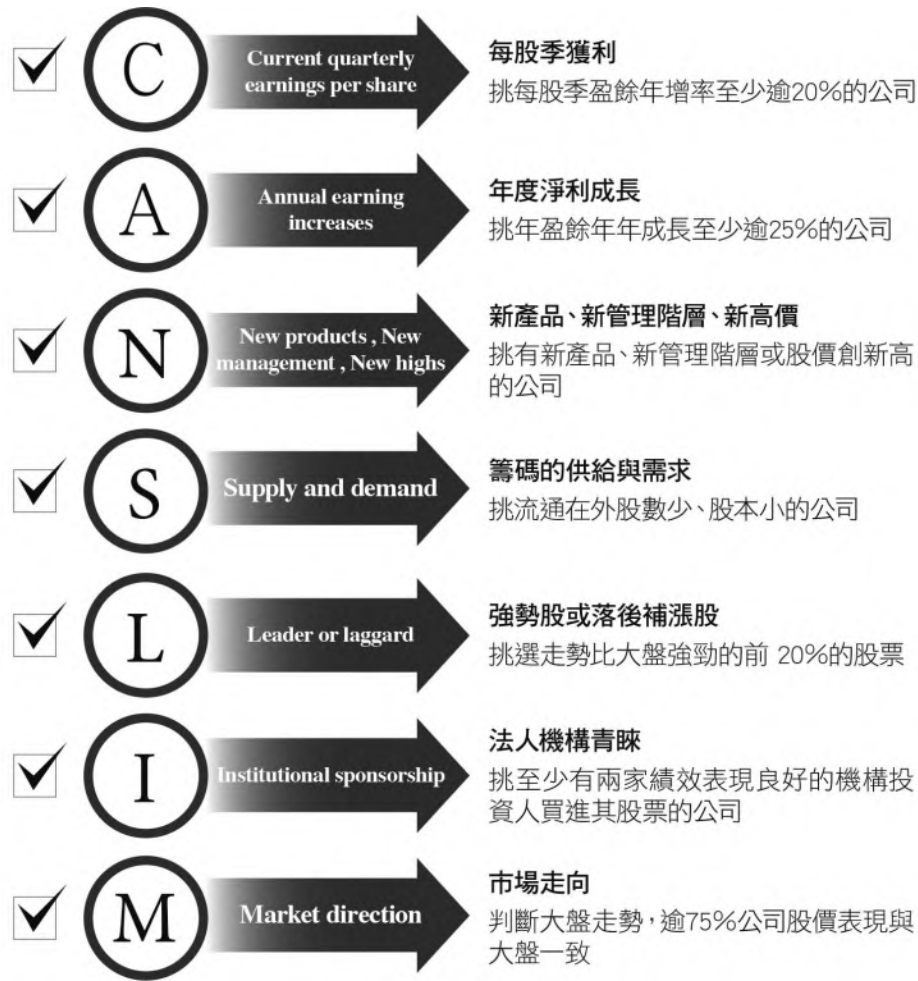 C
Current quarterly
earnings per share
每股季獲利
挑每股季盈餘年增率至少逾20%的公司
A
Annual earning
increases
年度淨利成長
挑年盈餘年年成長至少逾25%的公司
N
New products , New
management , New highs
新產品、新管理階層、新高價
挑有新產品、新管理階層或股價創新高
的公司
S
Supply and demand
籌碼的供給與需求
挑流通在外股數少、股本小的公司
L
Leader or laggard
強勢股或落後補漲股
挑選走勢比大盤強勁的前 20%的股票
I
Institutional sponsorship
法人機構青睞
挑至少有兩家績效表現良好的機構投
資人買進其股票的公司
M
Market direction
市場走向
判斷大盤走勢，逾75%公司股價表現與
大盤一致